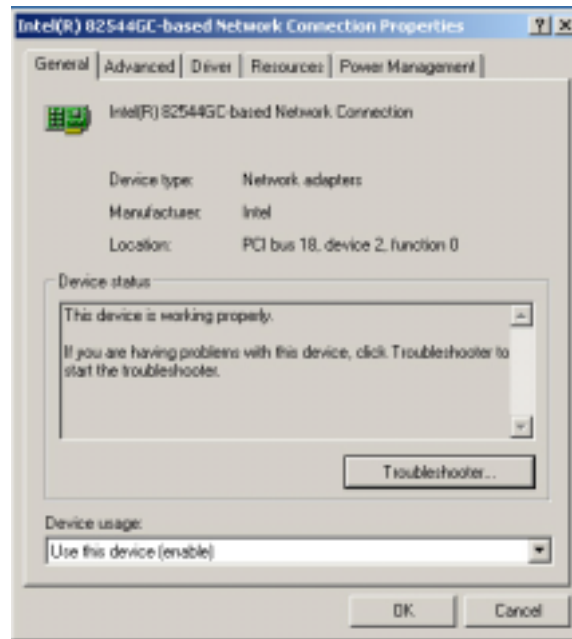 Intel(R) 82544GC-based Network Connection Properties
General Advanced Driver Resources Power Management
Intel(R) 82544GC-based Network Connection
Device type: Network adapters
Manufacturer: Intel
Location: PCI bus 18, device 2, function 0
Device status
This device is working properly.
If you are having problems with this device, click Troubleshooter to
start the troubleshooter.
Troubleshooter...
Device usage:
Use this device (enable)
OK Cancel